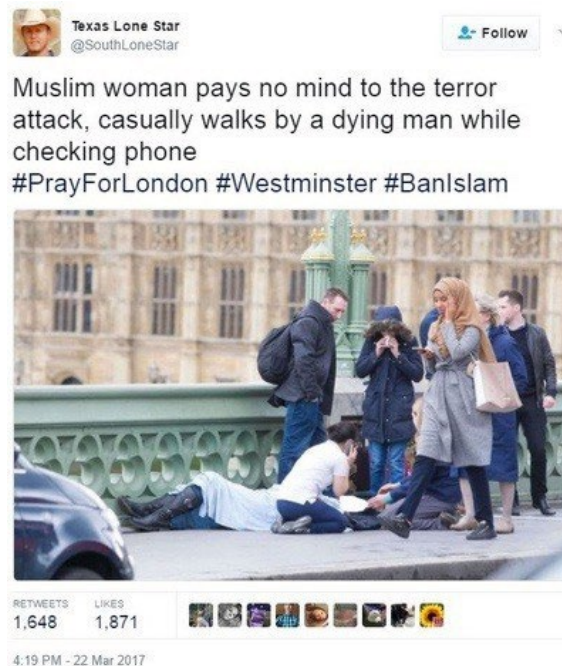 Texas Lone Star
@SouthLoneStar
Follow
Muslim woman pays no mind to the terror
attack, casually walks by a dying man while
checking phone
#PrayForLondon #Westminster #BanIslam
RETWEETS LIKES
1,648 1,871
4:19 PM - 22 Mar 2017